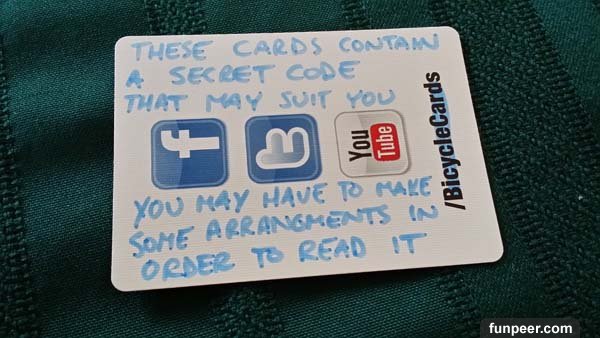 THESE CARDS CONTAIN
A SECRET CODE
THAT MAY SUIT YOU
f
t
You
Tube
/BicycleCards
YOU MAY HAVE TO MAKE
SOME ARRANGMENTS IN
ORDER TO READ IT
funpeer.com